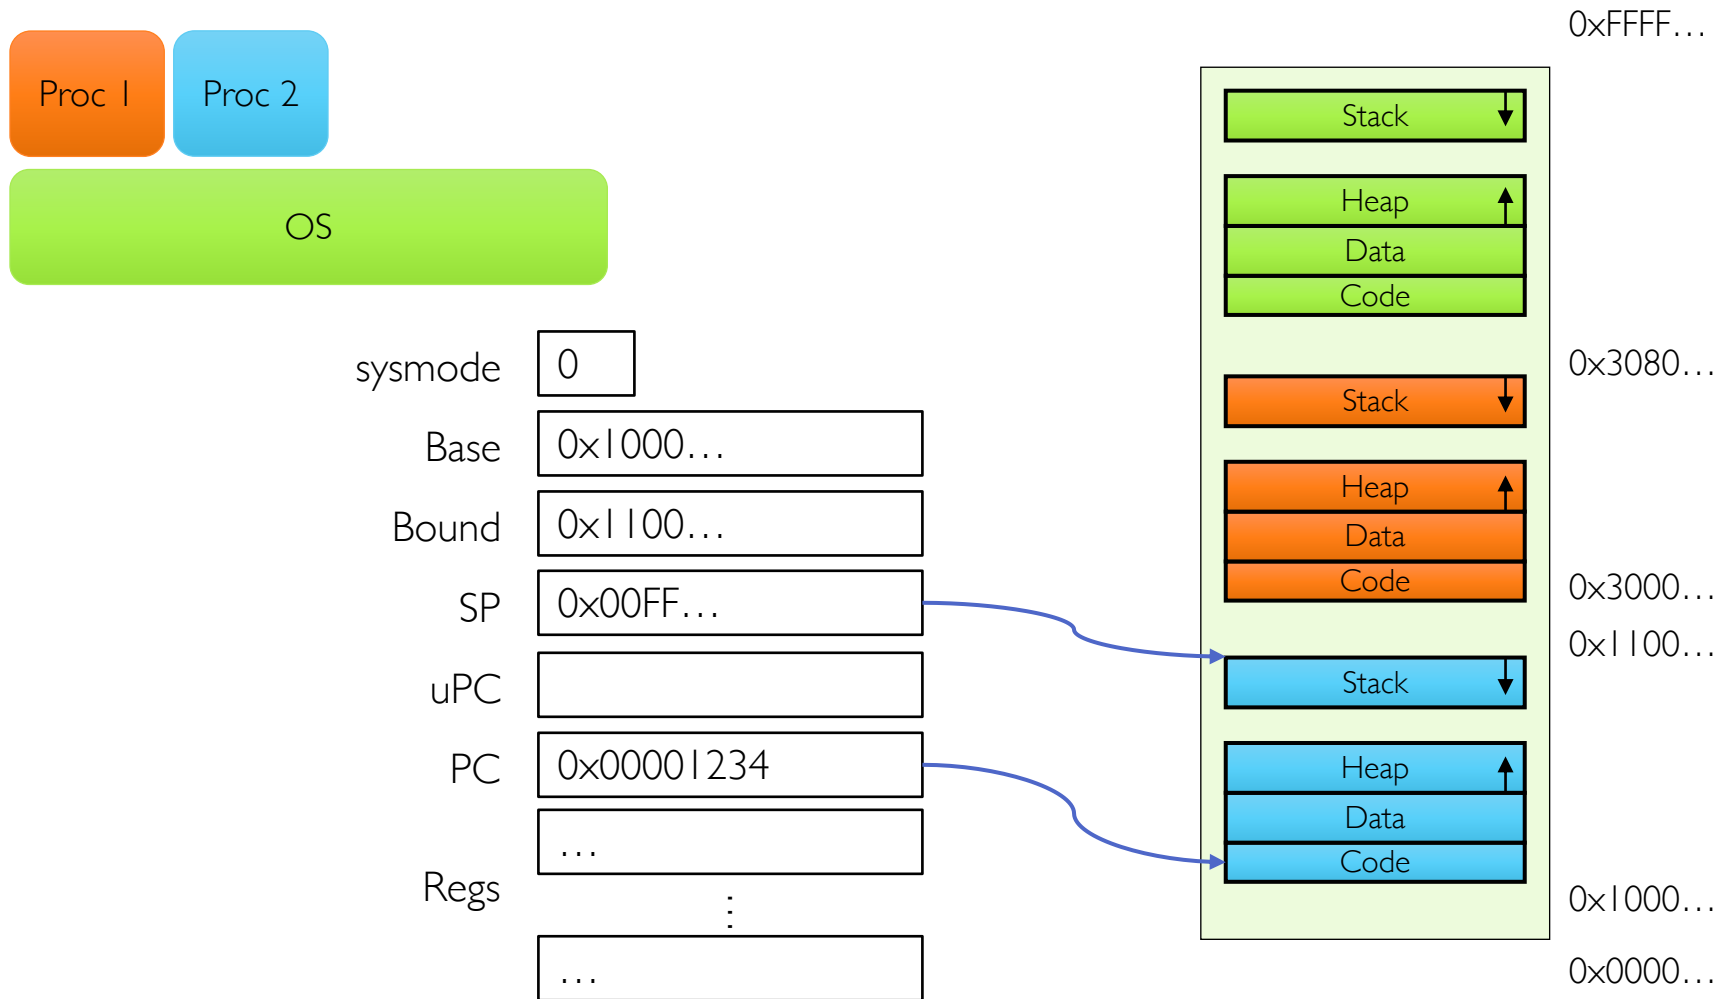 Proc 1
Proc 2
OS
sysmode
0
Base
0x1000…
Bound
0x1100…
SP
0x00FF…
uPC
PC
0x00001234
…
Regs
⋮
…
0xFFFF…
Stack
Heap
Data
Code
0x3080…
Stack
Heap
Data
Code
0x3000…
0x1100…
Stack
Heap
Data
Code
0x1000…
0x0000…